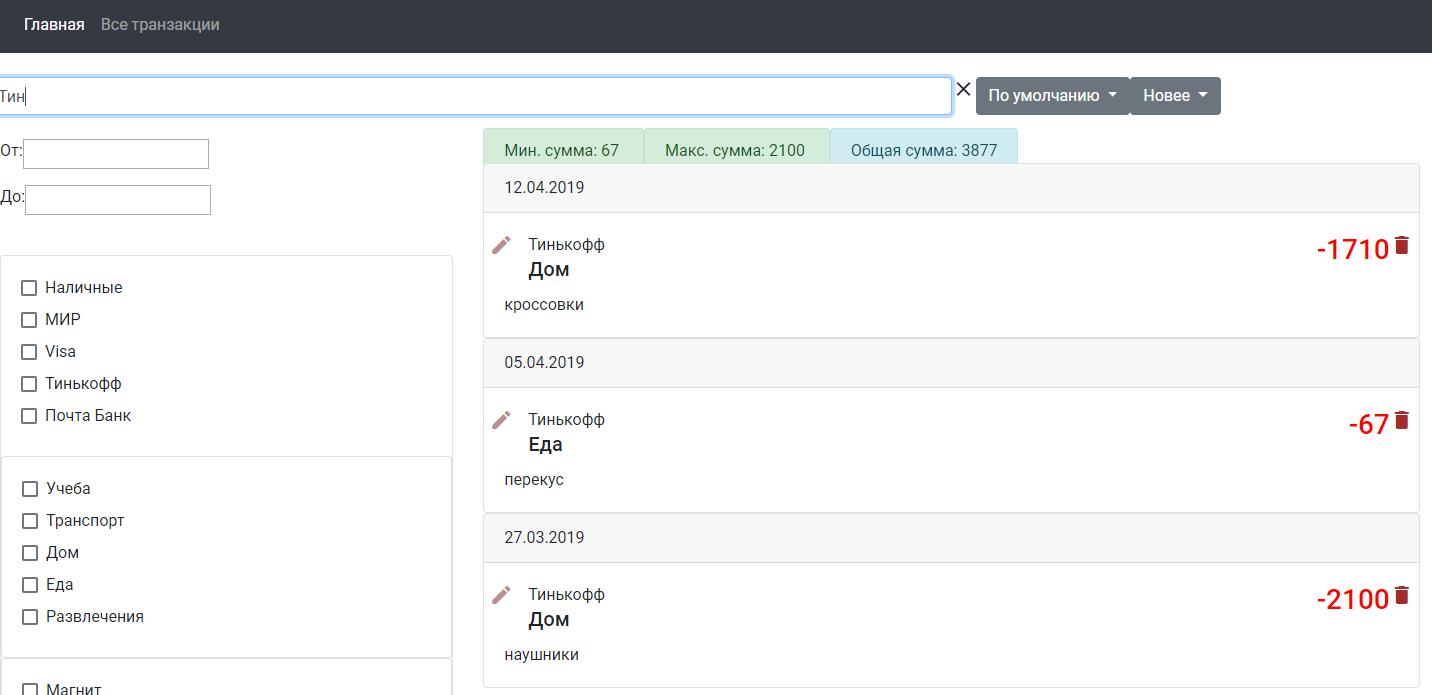 Главная Все транзакции
Тин
По умолчанию Новее
От:
До:
Наличные
МИР
Visa
Тинькофф
Почта Банк
Учеба
Транспорт
Дом
Еда
Развлечения
Магнит
Мин. сумма: 67 Макс. сумма: 2100 Общая сумма: 3877
12.04.2019
Тинькофф
Дом
-1710
кроссовки
05.04.2019
Тинькофф
Еда
-67
перекус
27.03.2019
Тинькофф
Дом
-2100
наушники